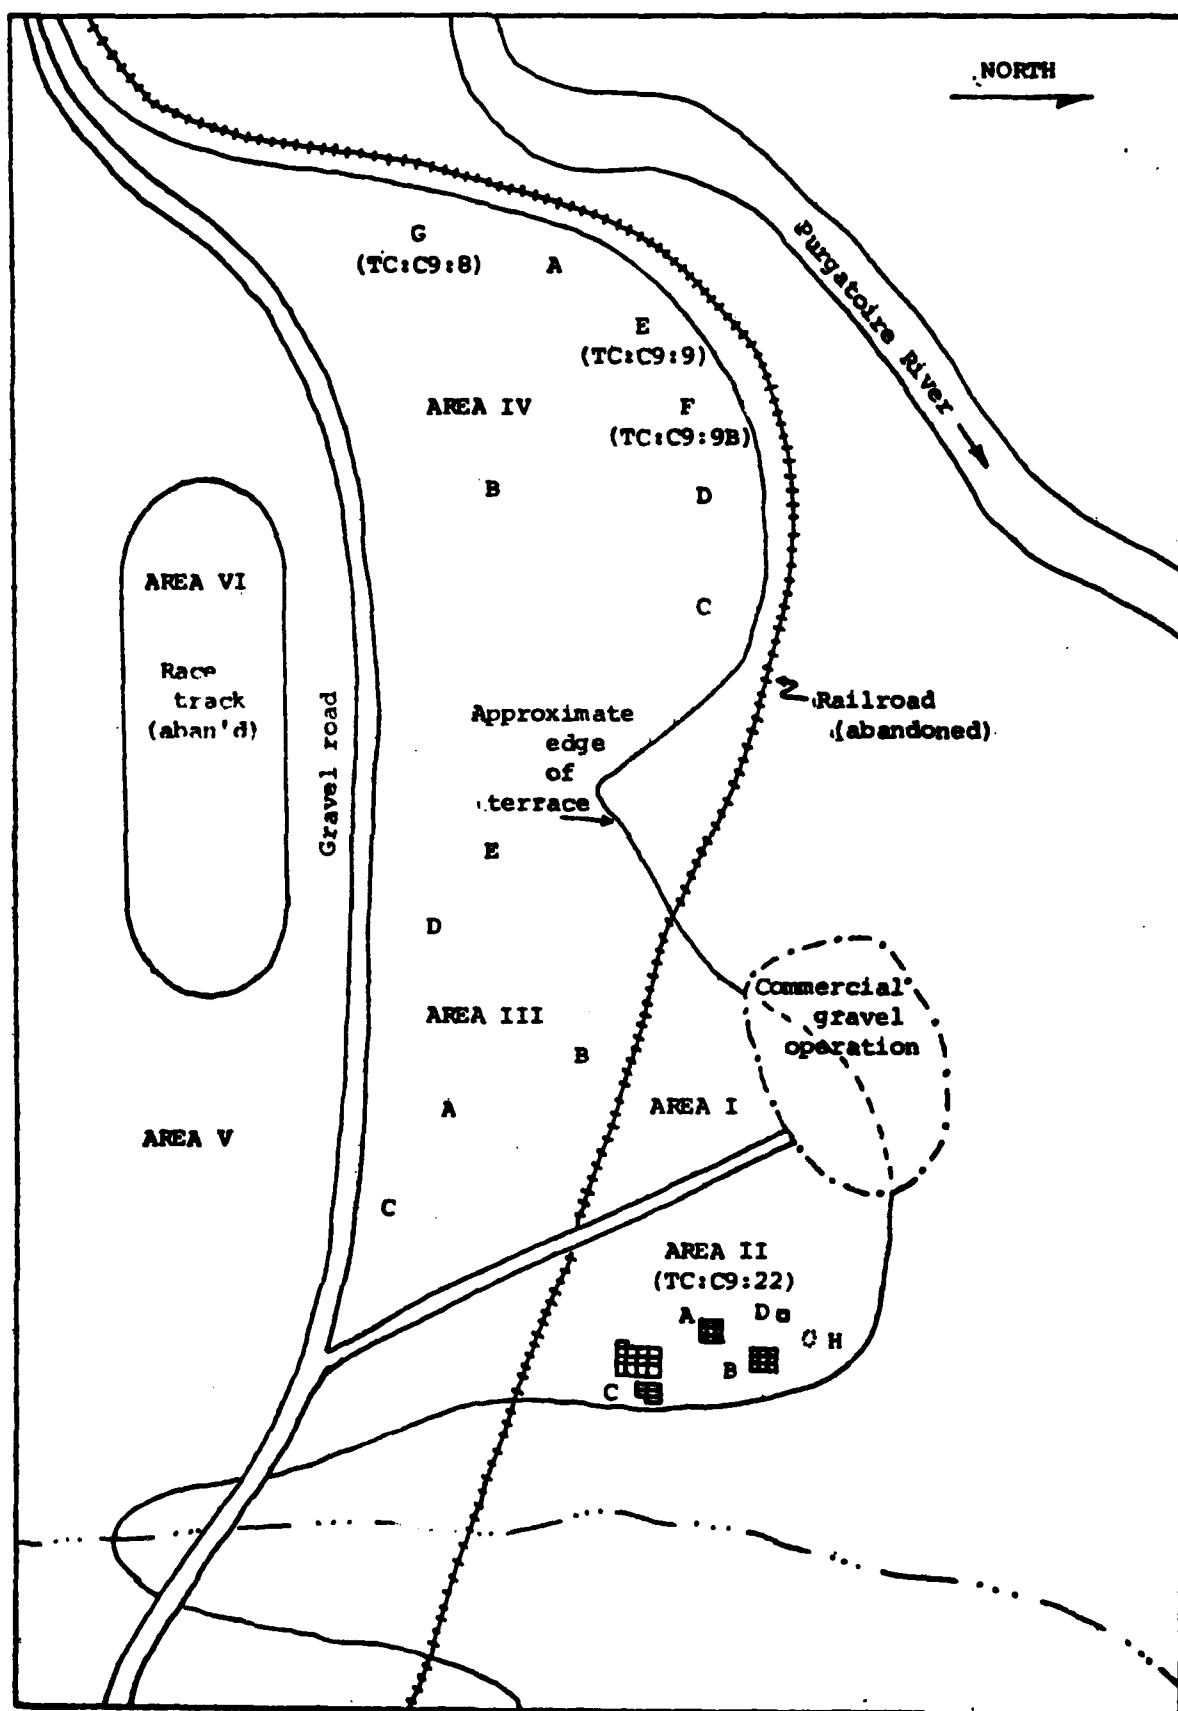 NORTH
Purgatoire River
G
(TC:C9:8)
A
E
(TC:C9:9)
AREA IV
F
(TC:C9:9B)
B
D
AREA VI
C
Race
track
(aban'd)
Gravel road
Approximate
edge
of
terrace
Railroad
(abandoned)
E
D
Commercial
gravel
operation
AREA III
B
A
AREA I
AREA V
C
AREA II
(TC:C9:22)
A
D
H
B
C